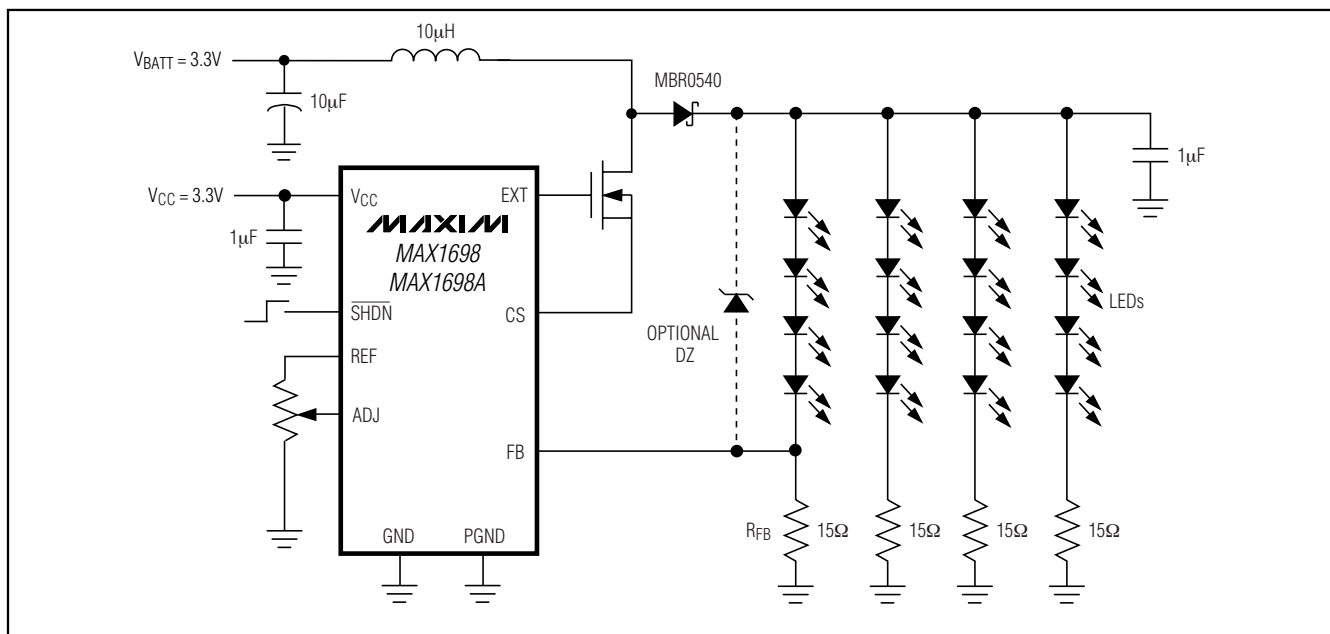 10µH
V_BATT = 3.3V
10µF
MBR0540
1µF
V_CC = 3.3V
1µF
V_CC
EXT
MAXIM
MAX1698
MAX1698A
S̅H̅D̅N̅
CS
REF
ADJ
FB
GND
PGND
OPTIONAL
DZ
LEDs
R_FB
15Ω
15Ω
15Ω
15Ω